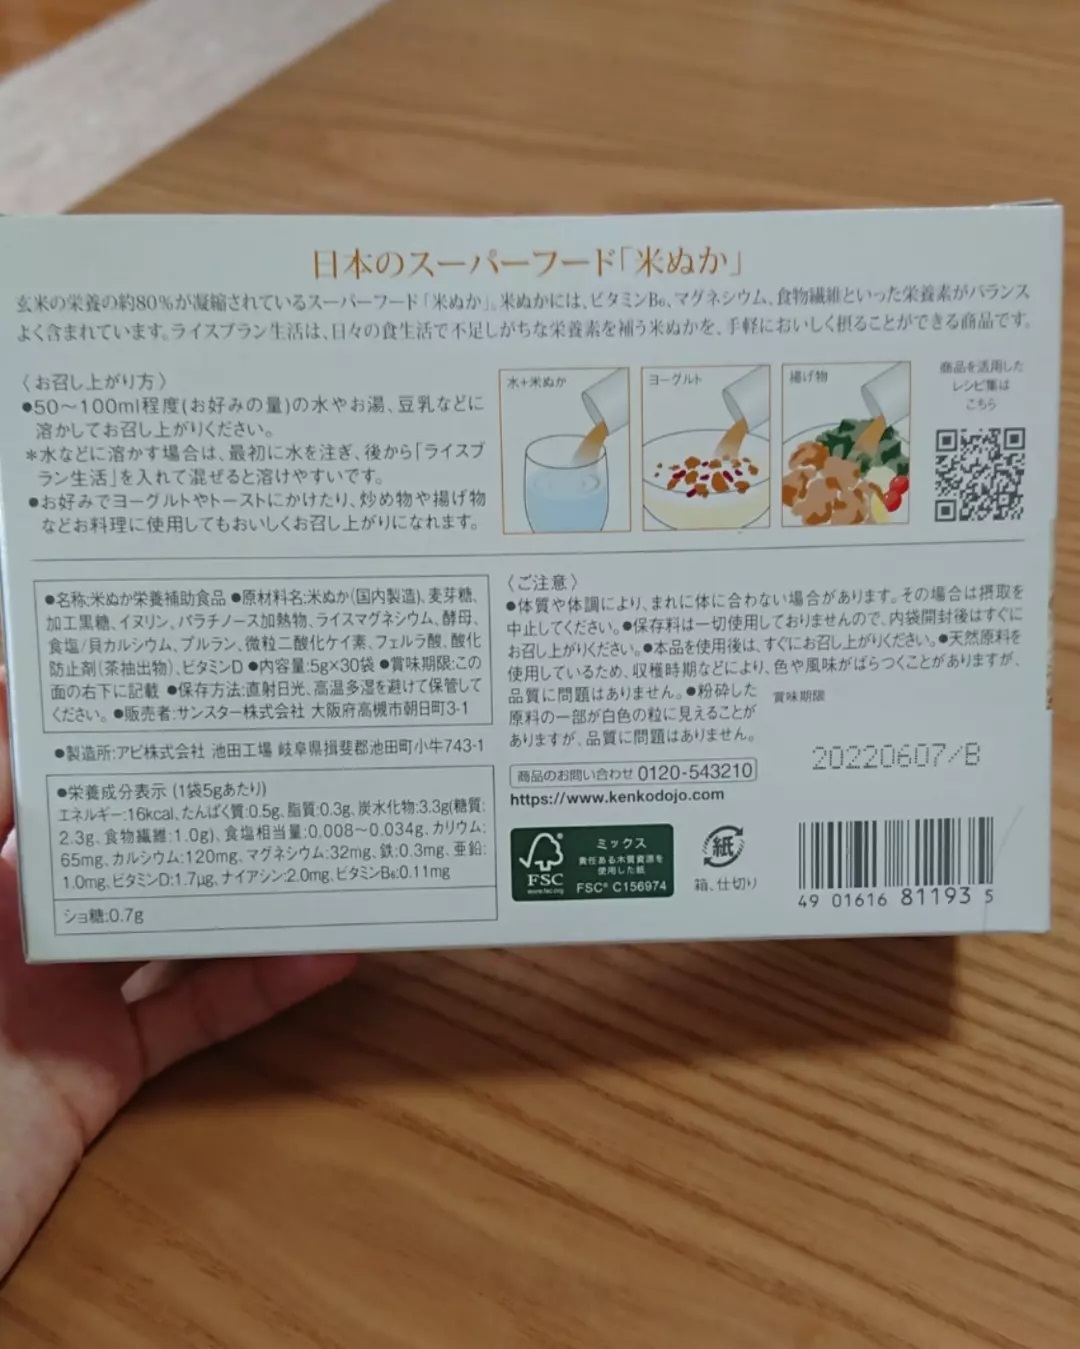 日本のスーパーフード「米ぬか」
玄米の栄養の約80%が凝縮されているスーパーフード「米ぬか」。米ぬかには、ビタミンB₆、マグネシウム、食物繊維といった栄養素がバランス
よく含まれています。ライスブラン生活は、日々の食生活で不足しがちな栄養素を補う米ぬかを、手軽においしく摂ることができる商品です。
〈お召し上がり方〉
●50〜100ml程度(お好みの量)の水やお湯、豆乳などに
溶かしてお召し上がりください。
*水などに溶かす場合は、最初に水を注ぎ、後から「ライスブ
ラン生活」を入れて混ぜると溶けやすいです。
●お好みでヨーグルトやトーストにかけたり、炒め物や揚げ物
などお料理に使用してもおいしくお召し上がりになれます。
水+米ぬか
ヨーグルト
揚げ物
商品を活用した
レシピ集は
こちら
●名称:米ぬか栄養補助食品 ●原材料名:米ぬか(国内製造)、麦芽糖、
加工黒糖、イヌリン、パラチノース加熱物、ライスマグネシウム、酵母、
食塩/貝カルシウム、プルラン、微粒二酸化ケイ素、フェルラ酸、酸化
防止剤(茶抽出物)、ビタミンD ●内容量:5g×30袋 ●賞味期限:この
面の右下に記載 ●保存方法:直射日光、高温多湿を避けて保管して
ください。 ●販売者:サンスター株式会社 大阪府高槻市朝日町3-1
●製造所:アピ株式会社 池田工場 岐阜県揖斐郡池田町小牛743-1
●栄養成分表示 (1袋5gあたり)
エネルギー:16kcal、たんぱく質:0.5g、脂質:0.3g、炭水化物:3.3g(糖質:
2.3g、食物繊維:1.0g)、食塩相当量:0.008〜0.034g、カリウム:
65mg、カルシウム:120mg、マグネシウム:32mg、鉄:0.3mg、亜鉛:
1.0mg、ビタミンD:1.7μg、ナイアシン:2.0mg、ビタミンB₆:0.11mg
ショ糖:0.7g
〈ご注意〉
●体質や体調により、まれに体に合わない場合があります。その場合は摂取を
中止してください。●保存料は一切使用しておりませんので、内袋開封後はすぐに
お召し上がりください。●本品を使用後は、すぐにお召し上がりください。●天然原料を
使用しているため、収穫時期などにより、色や風味がばらつくことがありますが、
品質に問題はありません。●粉砕した
原料の一部が白色の粒に見えることが
ありますが、品質に問題はありません。
賞味期限
20220607/B
商品のお問い合わせ 0120-543210
https://www.kenkodojo.com
FSC
www.fsc.org
ミックス
責任ある木質資源を
使用した紙
FSC® C156974
紙
箱、仕切り
49 01616 81193 5